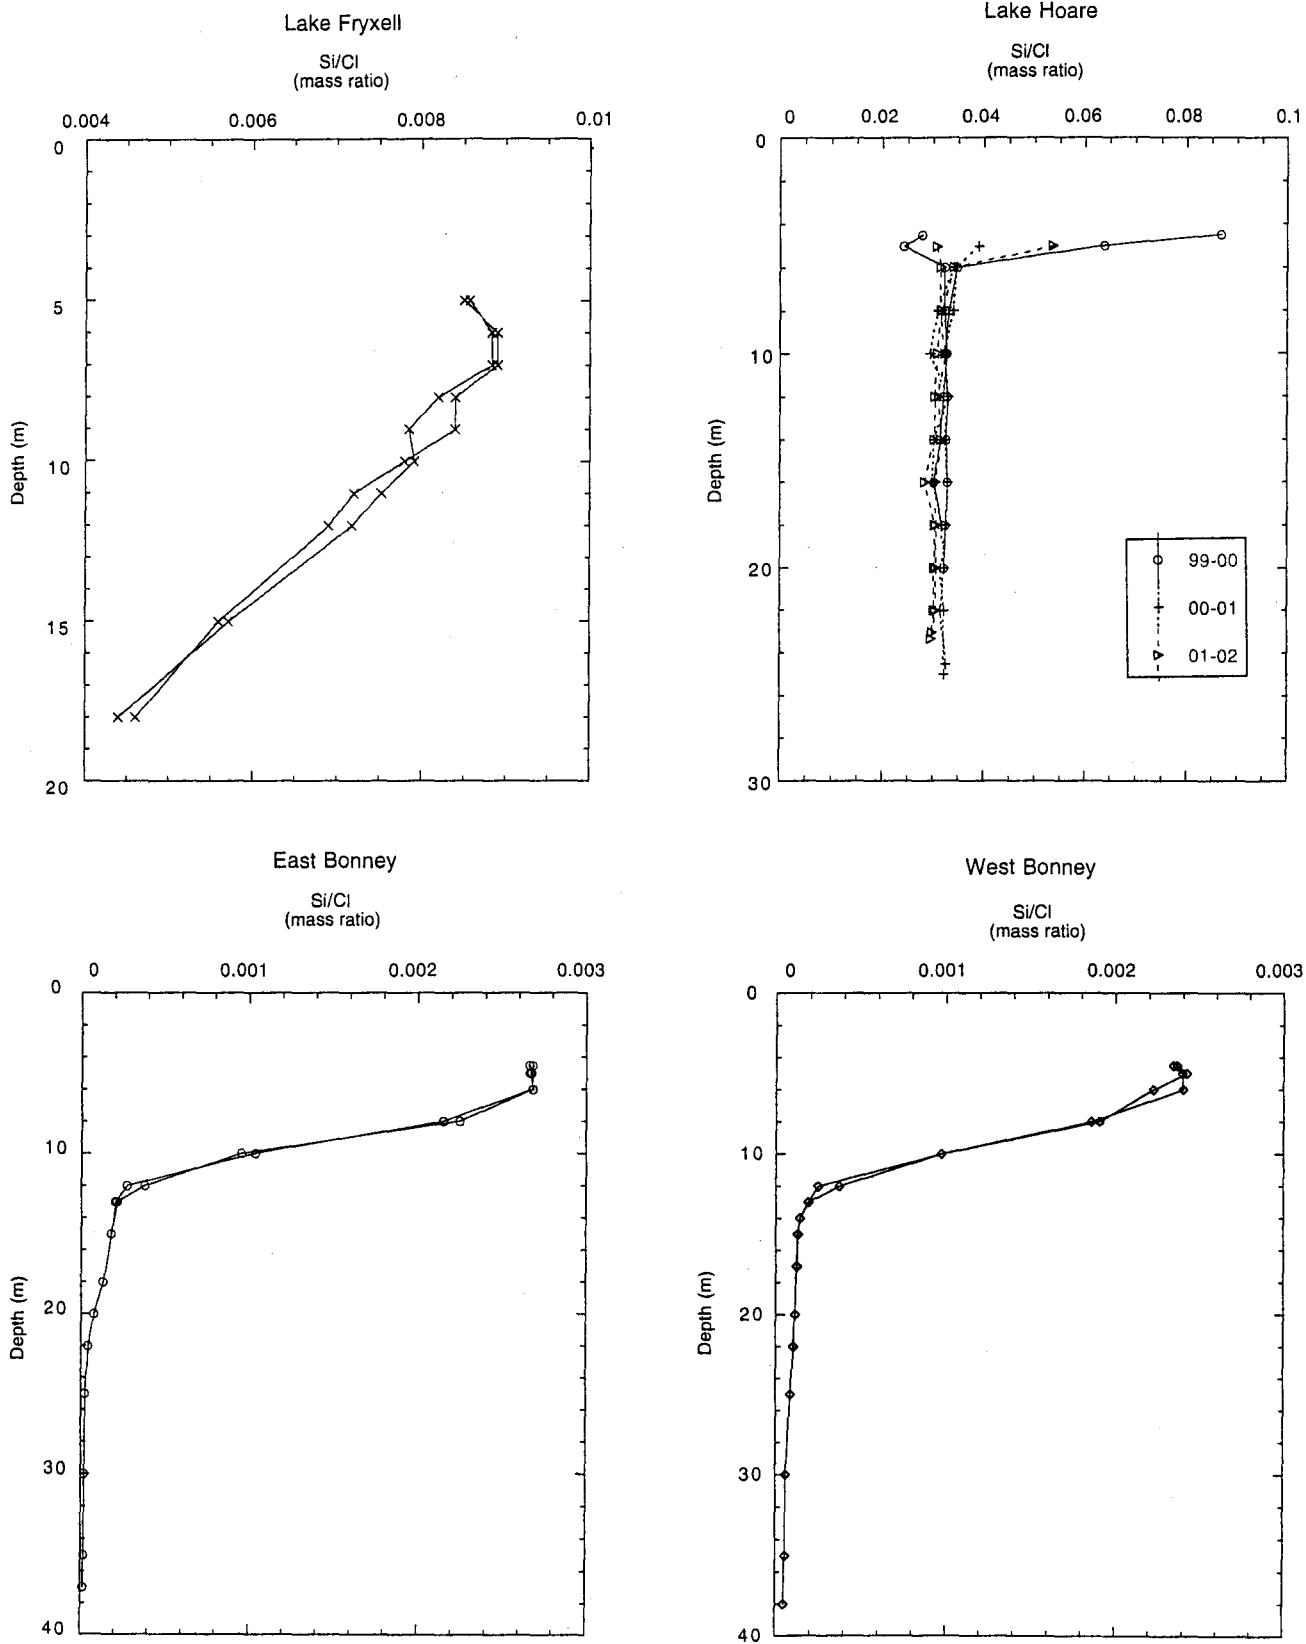 Lake Fryxell
Si/Cl
(mass ratio)
0.004 0.006 0.008 0.01
0
5
10
15
20
Depth (m)
Lake Hoare
Si/Cl
(mass ratio)
0 0.02 0.04 0.06 0.08 0.1
0
10
20
30
Depth (m)
99-00
00-01
01-02
East Bonney
Si/Cl
(mass ratio)
0 0.001 0.002 0.003
0
10
20
30
40
Depth (m)
West Bonney
Si/Cl
(mass ratio)
0 0.001 0.002 0.003
0
10
20
30
40
Depth (m)